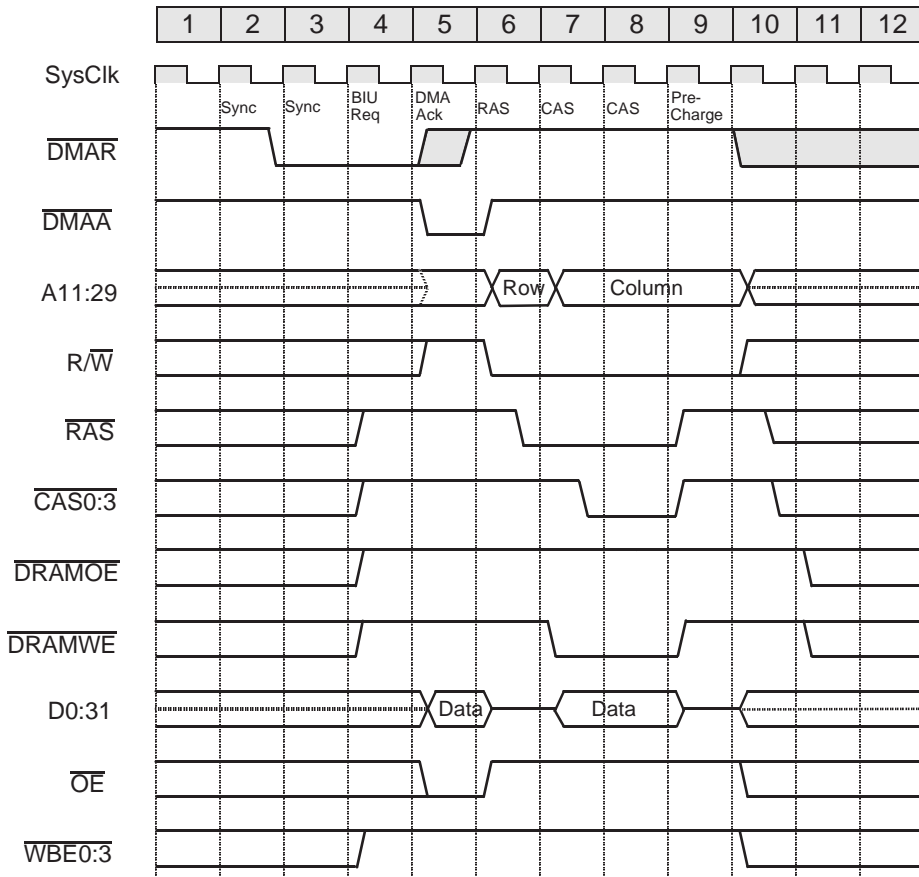 1 2 3 4 5 6 7 8 9 10 11 12
SysClk
Sync Sync BIU Req DMA Ack RAS CAS CAS Pre-Charge
DMAR
DMAA
A11:29 Row Column
R/W
RAS
CAS0:3
DRAMOE
DRAMWE
D0:31 Data Data
OE
WBE0:3